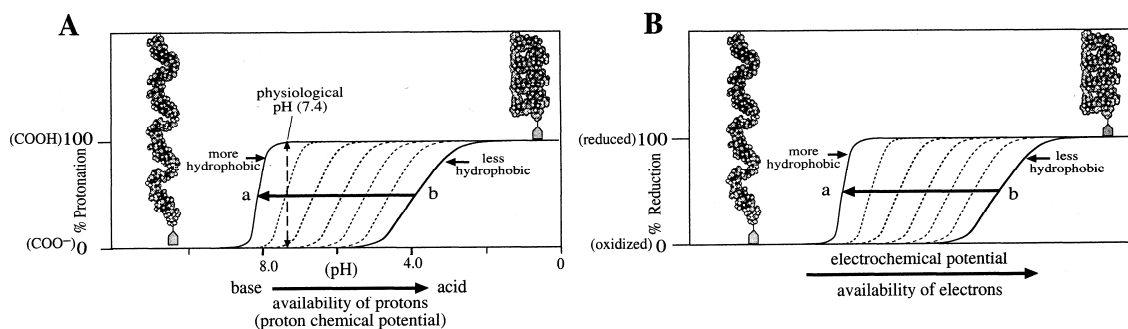 A
physiological
pH (7.4)
(COOH) 100
more
hydrophobic
less
hydrophobic
a
b
% Protonation
(COO⁻) 0
8.0
(pH)
4.0
0
base
acid
availability of protons
(proton chemical potential)
B
(reduced) 100
more
hydrophobic
less
hydrophobic
a
b
% Reduction
(oxidized) 0
electrochemical potential
availability of electrons